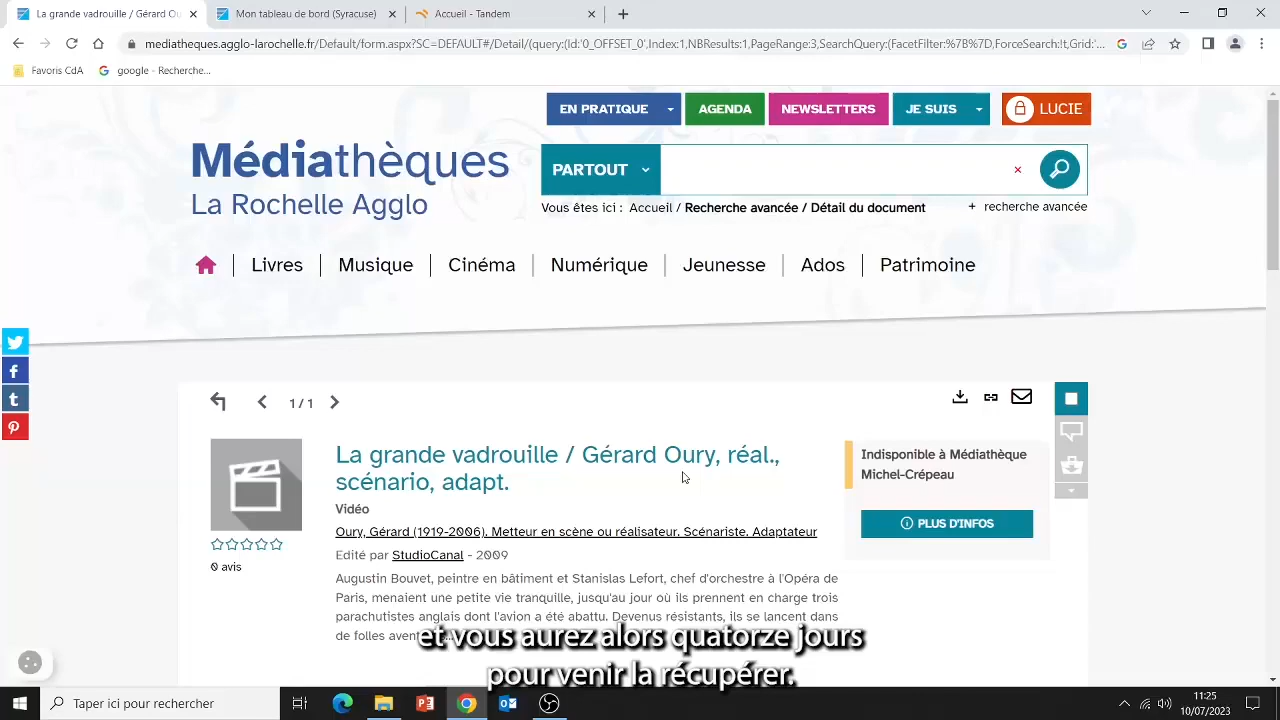 La grande vadrouille / Gérard Ou
Mon tableau de bord (Syracuse)
Accueil - Tandem
mediatheques.agglo-larochelle.fr/Default/form.aspx?SC=DEFAULT#/Detail/(query:(Id:'0_OFFSET_0',Index:1,NBResults:1,PageRange:3,SearchQuery:(FacetFilter:%7B%7D,ForceSearch:!t,Grid:'...
Favoris CdA
google - Recherche...
EN PRATIQUE
AGENDA
NEWSLETTERS
JE SUIS
LUCIE
Médiathèques
La Rochelle Agglo
PARTOUT
Vous êtes ici : Accueil / Recherche avancée / Détail du document
+ recherche avancée
Livres
Musique
Cinéma
Numérique
Jeunesse
Ados
Patrimoine
1 / 1
La grande vadrouille / Gérard Oury, réal.,
scénario, adapt.
Vidéo
Oury, Gérard (1919-2006). Metteur en scène ou réalisateur. Scénariste. Adaptateur
Edité par StudioCanal - 2009
Augustin Bouvet, peintre en bâtiment et Stanislas Lefort, chef d'orchestre à l'Opéra de
Paris, menaient une petite vie tranquille, jusqu'au jour où ils prennent en charge trois
parachutistes anglais dont l'avion a été abattu. Devenus résistants, ils se lancent dans
de folles avent
0 avis
Indisponible à Médiathèque
Michel-Crépeau
PLUS D'INFOS
et vous aurez alors quatorze jours
pour venir la récupérer.
Taper ici pour rechercher
11:25
10/07/2023